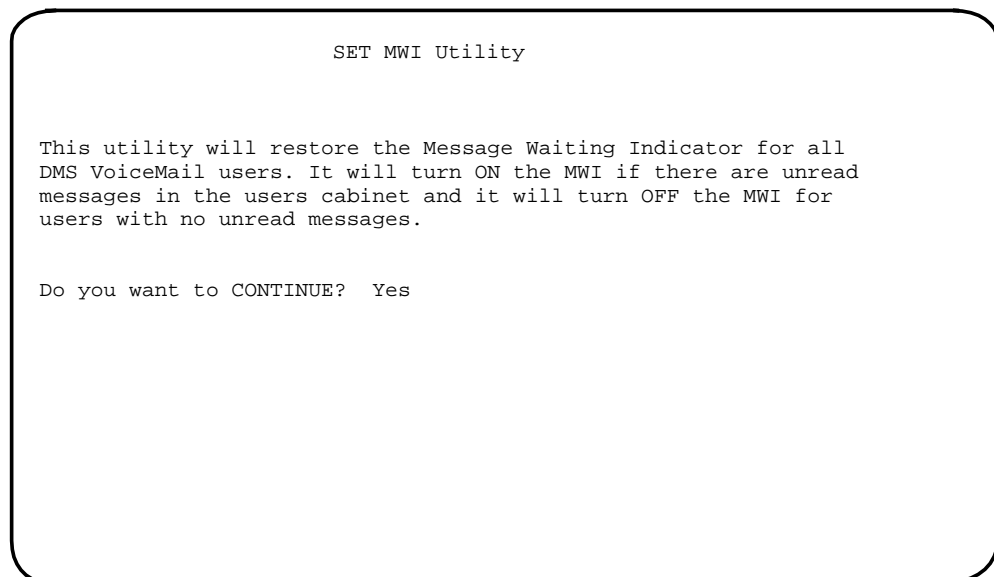 SET MWI Utility
This utility will restore the Message Waiting Indicator for all
DMS VoiceMail users. It will turn ON the MWI if there are unread
messages in the users cabinet and it will turn OFF the MWI for
users with no unread messages.
Do you want to CONTINUE?  Yes